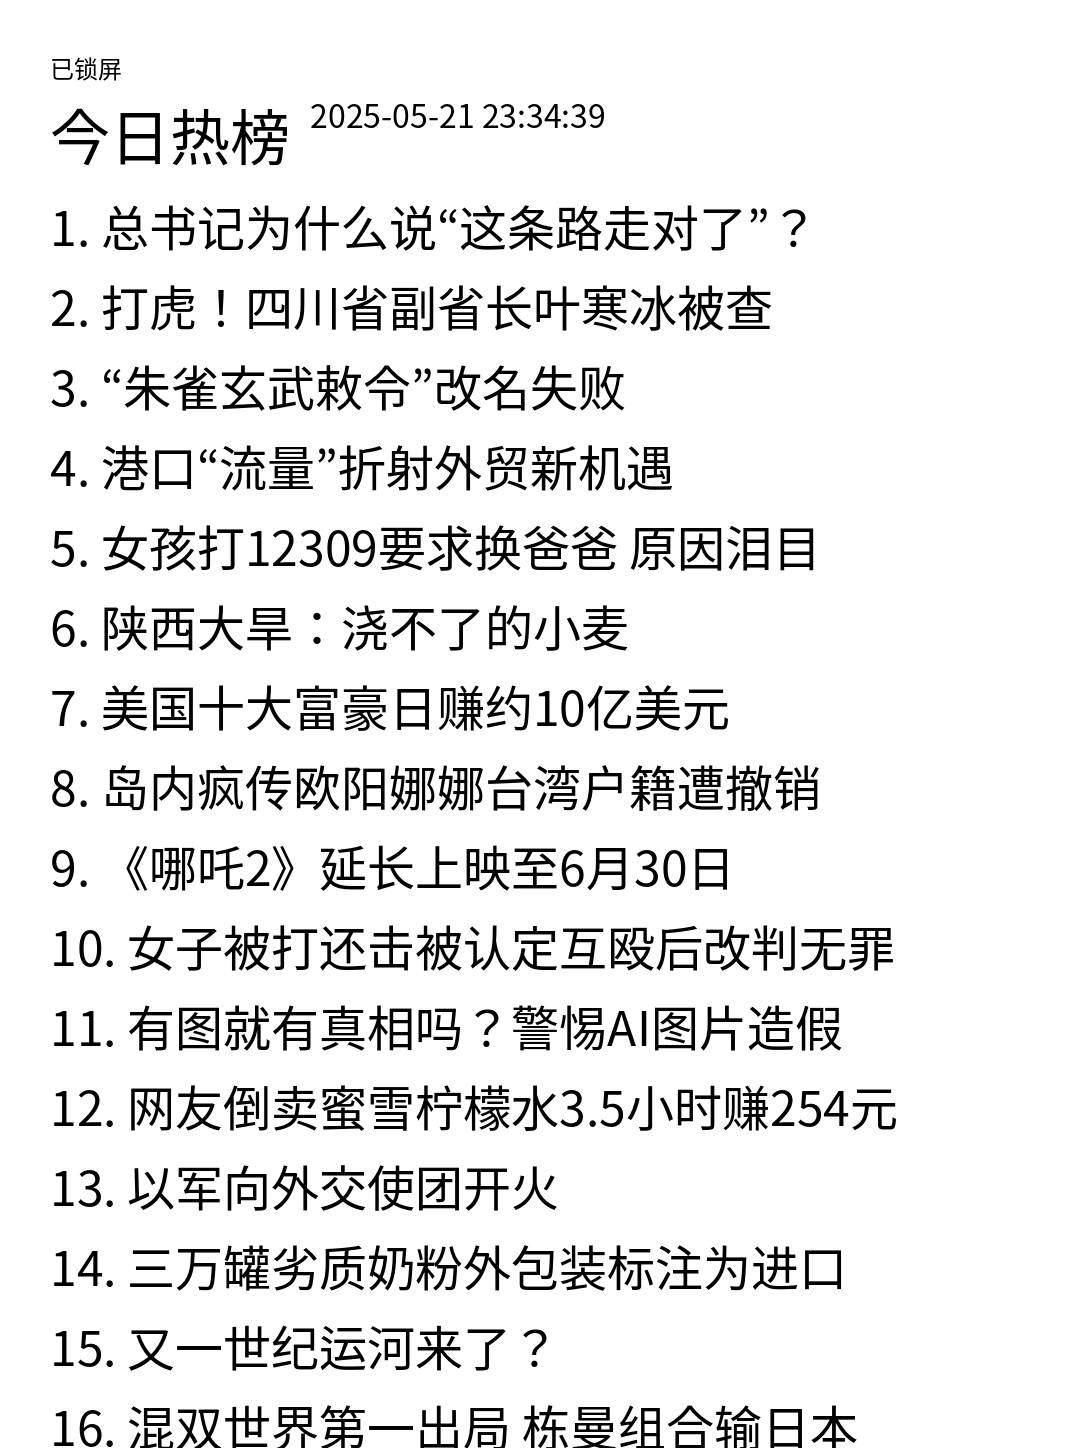 已锁屏
今日热榜 2025-05-21 23:34:39
1. 总书记为什么说“这条路走对了”？
2. 打虎！四川省副省长叶寒冰被查
3. “朱雀玄武敕令”改名失败
4. 港口“流量”折射外贸新机遇
5. 女孩打12309要求换爸爸 原因泪目
6. 陕西大旱：浇不了的小麦
7. 美国十大富豪日赚约10亿美元
8. 岛内疯传欧阳娜娜台湾户籍遭撤销
9. 《哪吒2》延长上映至6月30日
10. 女子被打还击被认定互殴后改判无罪
11. 有图就有真相吗？警惕AI图片造假
12. 网友倒卖蜜雪柠檬水3.5小时赚254元
13. 以军向外交使团开火
14. 三万罐劣质奶粉外包装标注为进口
15. 又一世纪运河来了？
16. 混双世界第一出局 栋曼组合输日本